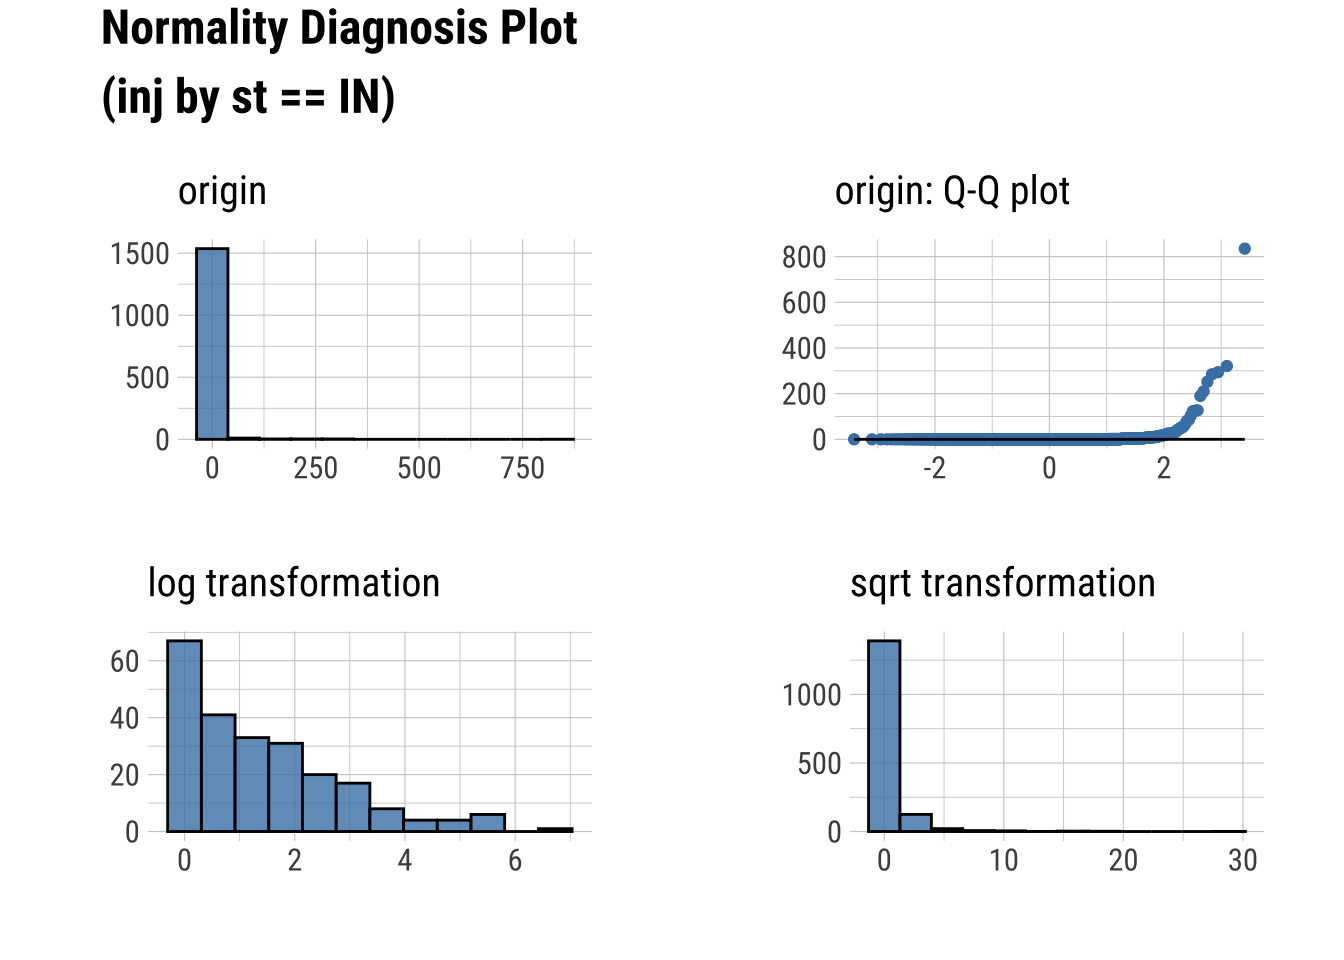 Normality Diagnosis Plot
(inj by st == IN)
origin
1500
1000
500
0
0 250 500 750
origin: Q-Q plot
800
600
400
200
0
-2 0 2
log transformation
60
40
20
0
0 2 4 6
sqrt transformation
1000
500
0
0 10 20 30